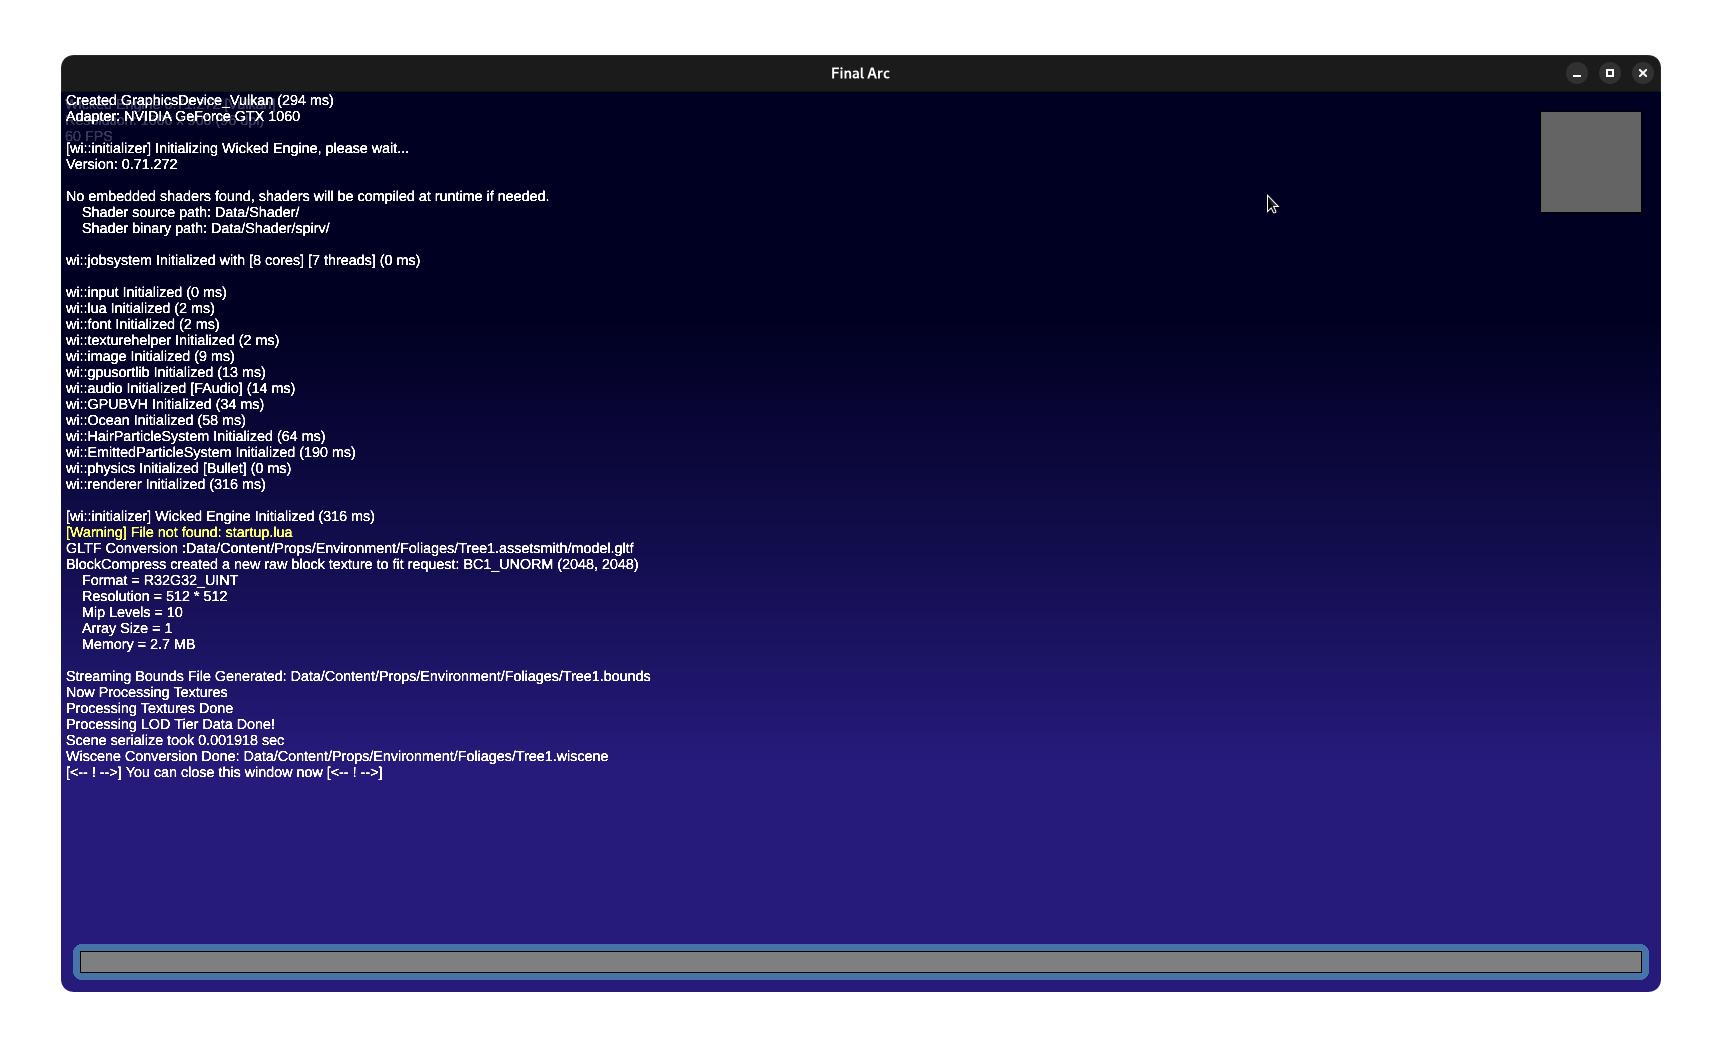 Final Arc
Created GraphicsDevice_Vulkan (294 ms)
Adapter: NVIDIA GeForce GTX 1060
60 FPS
[wi::initializer] Initializing Wicked Engine, please wait...
Version: 0.71.272
No embedded shaders found, shaders will be compiled at runtime if needed.
Shader source path: Data/Shader/
Shader binary path: Data/Shader/spirv/
wi::jobsystem Initialized with [8 cores] [7 threads] (0 ms)
wi::input Initialized (0 ms)
wi::lua Initialized (2 ms)
wi::font Initialized (2 ms)
wi::texturehelper Initialized (2 ms)
wi::image Initialized (9 ms)
wi::gpusortlib Initialized (13 ms)
wi::audio Initialized [FAudio] (14 ms)
wi::GPUBVH Initialized (34 ms)
wi::Ocean Initialized (58 ms)
wi::HairParticleSystem Initialized (64 ms)
wi::EmittedParticleSystem Initialized (190 ms)
wi::physics Initialized [Bullet] (0 ms)
wi::renderer Initialized (316 ms)
[wi::initializer] Wicked Engine Initialized (316 ms)
[Warning] File not found: startup.lua
GLTF Conversion :Data/Content/Props/Environment/Foliages/Tree1.assetsmith/model.gltf
BlockCompress created a new raw block texture to fit request: BC1_UNORM (2048, 2048)
Format = R32G32_UINT
Resolution = 512 * 512
Mip Levels = 10
Array Size = 1
Memory = 2.7 MB
Streaming Bounds File Generated: Data/Content/Props/Environment/Foliages/Tree1.bounds
Now Processing Textures
Processing Textures Done
Processing LOD Tier Data Done!
Scene serialize took 0.001918 sec
Wiscene Conversion Done: Data/Content/Props/Environment/Foliages/Tree1.wiscene
[<-- ! -->] You can close this window now [<-- ! -->]